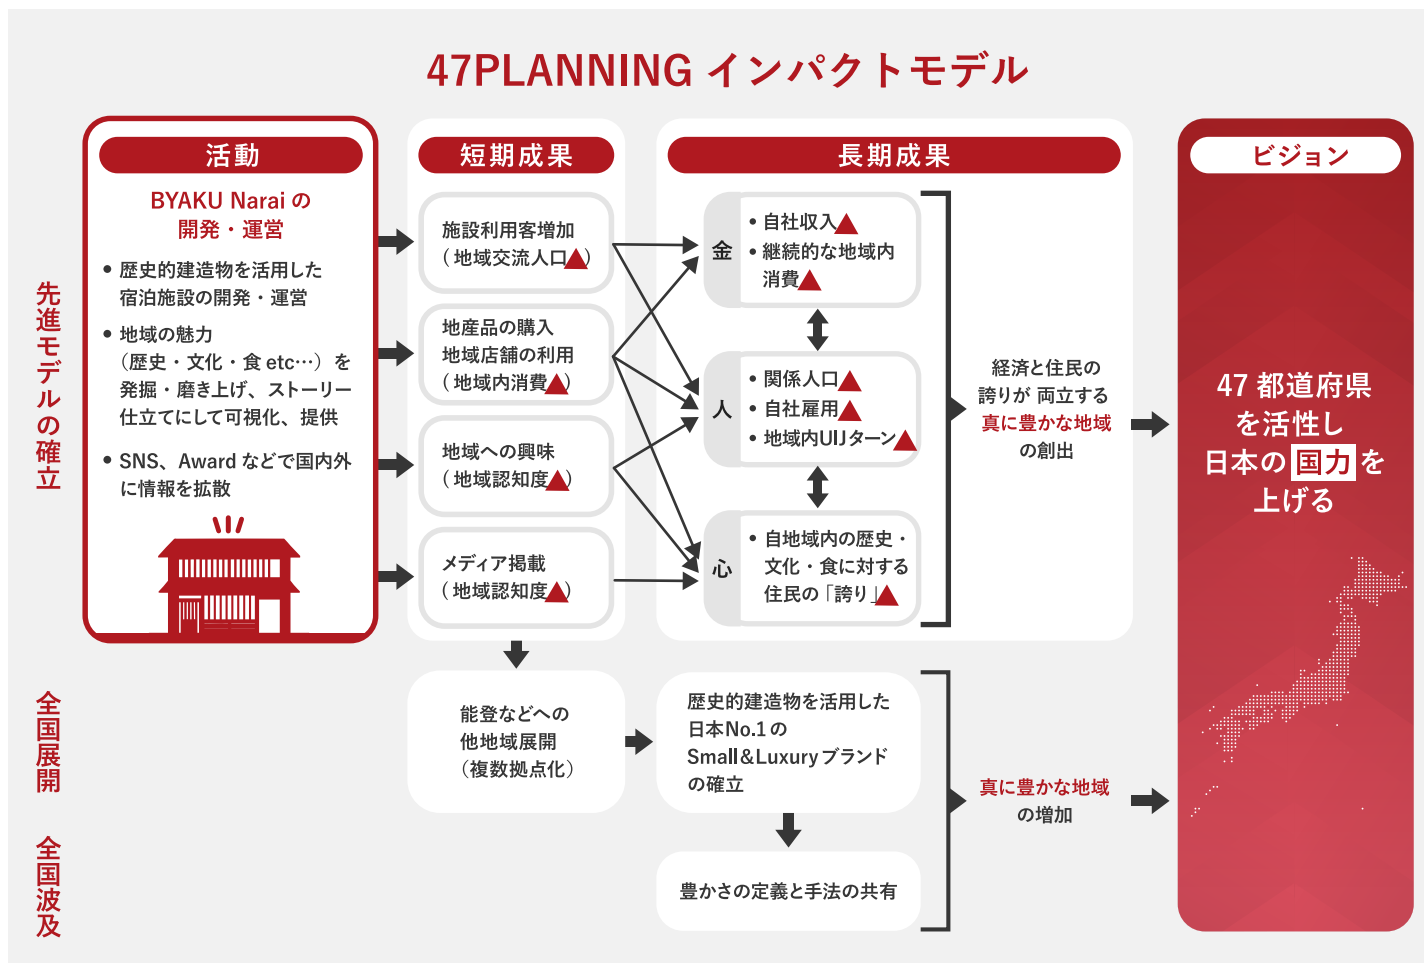 47PLANNING インパクトモデル
先進モデルの確立
活動
BYAKU Narai の
開発・運営
• 歴史的建造物を活用した
宿泊施設の開発・運営
• 地域の魅力
（歴史・文化・食 etc…）を
発掘・磨き上げ、ストーリー
仕立てにして可視化、提供
• SNS、Award などで国内外
に情報を拡散
短期成果
施設利用客増加
（地域交流人口▲）
地産品の購入
地域店舗の利用
（地域内消費▲）
地域への興味
（地域認知度▲）
メディア掲載
（地域認知度▲）
長期成果
金
• 自社収入▲
• 継続的な地域内
消費▲
人
• 関係人口▲
• 自社雇用▲
• 地域内UIJターン▲
心
• 自地域内の歴史・
文化・食に対する
住民の「誇り」▲
経済と住民の
誇りが 両立する
真に豊かな地域
の創出
ビジョン
47 都道府県
を活性し
日本の 国力 を
上げる
全国展開
能登などへの
他地域展開
（複数拠点化）
歴史的建造物を活用した
日本No.1の
Small&Luxuryブランド
の確立
真に豊かな地域
の増加
全国波及
豊かさの定義と手法の共有